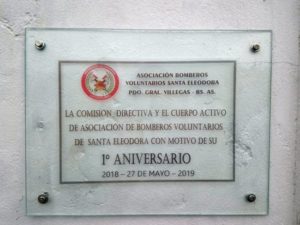 ASOCIACIÓN BOMBEROS
VOLUNTARIOS SANTA ELEODORA
PDO. GRAL. VILLEGAS - BS. AS.
LA COMISIÓN DIRECTIVA Y EL CUERPO ACTIVO
DE ASOCIACION DE BOMBEROS VOLUNTARIOS
DE SANTA ELEODORA CON MOTIVO DE SU
1º ANIVERSARIO
2018 – 27 DE MAYO – 2019